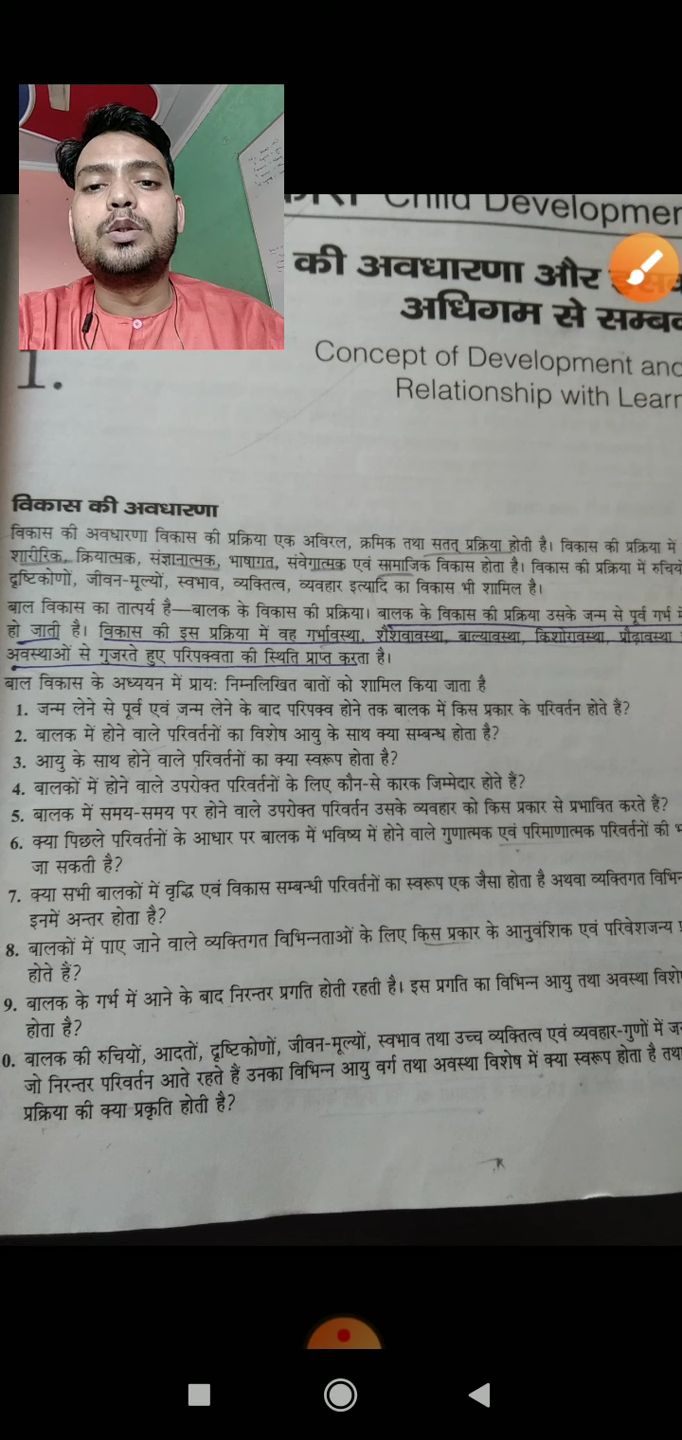 Child Developmen
की अवधारणा और
अधिगम से सम्बन
Concept of Development and
Relationship with Learn
1.
विकास की अवधारणा
विकास की अवधारणा विकास की प्रक्रिया एक अविरल, क्रमिक तथा सतत् प्रक्रिया होती है। विकास की प्रक्रिया में
शारीरिक, क्रियात्मक, संज्ञानात्मक, भाषागत, संवेगात्मक एवं सामाजिक विकास होता है। विकास की प्रक्रिया में रुचियों
दृष्टिकोणों, जीवन-मूल्यों, स्वभाव, व्यक्तित्व, व्यवहार इत्यादि का विकास भी शामिल है।
बाल विकास का तात्पर्य है—बालक के विकास की प्रक्रिया। बालक के विकास की प्रक्रिया उसके जन्म से पूर्व गर्भ में
हो जाती है। विकास की इस प्रक्रिया में वह गर्भावस्था, शैशवावस्था, बाल्यावस्था, किशोरावस्था, प्रौढ़ावस्था
अवस्थाओं से गुजरते हुए परिपक्वता की स्थिति प्राप्त करता है।
बाल विकास के अध्ययन में प्रायः निम्नलिखित बातों को शामिल किया जाता है
1. जन्म लेने से पूर्व एवं जन्म लेने के बाद परिपक्व होने तक बालक में किस प्रकार के परिवर्तन होते हैं?
2. बालक में होने वाले परिवर्तनों का विशेष आयु के साथ क्या सम्बन्ध होता है?
3. आयु के साथ होने वाले परिवर्तनों का क्या स्वरूप होता है?
4. बालकों में होने वाले उपरोक्त परिवर्तनों के लिए कौन-से कारक जिम्मेदार होते हैं?
5. बालक में समय-समय पर होने वाले उपरोक्त परिवर्तन उसके व्यवहार को किस प्रकार से प्रभावित करते हैं?
6. क्या पिछले परिवर्तनों के आधार पर बालक में भविष्य में होने वाले गुणात्मक एवं परिमाणात्मक परिवर्तनों की
जा सकती है?
7. क्या सभी बालकों में वृद्धि एवं विकास सम्बन्धी परिवर्तनों का स्वरूप एक जैसा होता है अथवा व्यक्तिगत विभिन
इनमें अन्तर होता है?
8. बालकों में पाए जाने वाले व्यक्तिगत विभिन्नताओं के लिए किस प्रकार के आनुवंशिक एवं परिवेशजन्य
होते हैं?
9. बालक के गर्भ में आने के बाद निरन्तर प्रगति होती रहती है। इस प्रगति का विभिन्न आयु तथा अवस्था विशे
होता है?
0. बालक की रुचियों, आदतों, दृष्टिकोणों, जीवन-मूल्यों, स्वभाव तथा उच्च व्यक्तित्व एवं व्यवहार-गुणों में
जो निरन्तर परिवर्तन आते रहते हैं उनका विभिन्न आयु वर्ग तथा अवस्था विशेष में क्या स्वरूप होता है तथा
प्रक्रिया की क्या प्रकृति होती है?